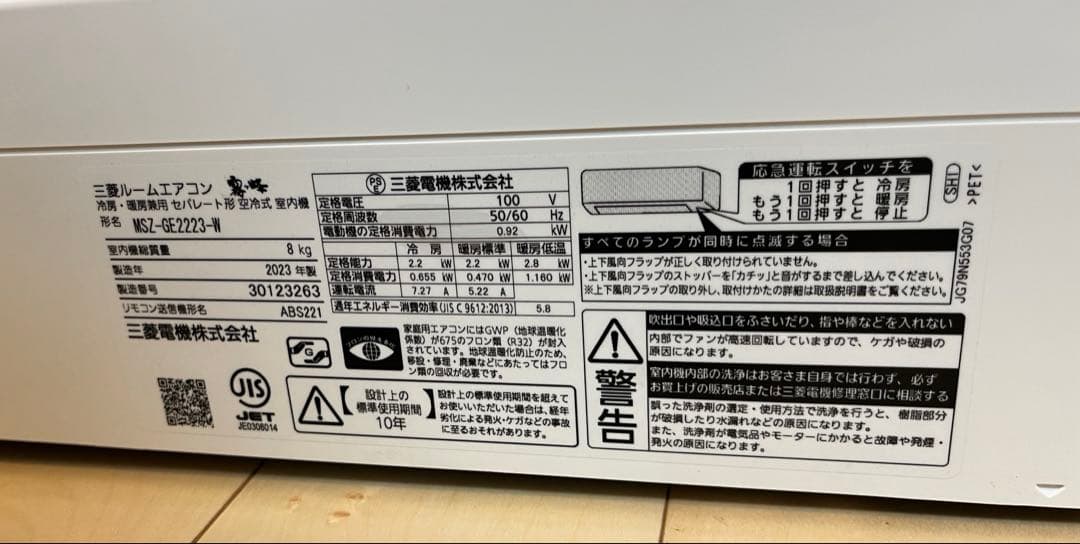 三菱ルームエアコン 霧ヶ峰
冷房・暖房兼用 セパレート形 空冷式 室内機
形名 MSZ-GE2223-W
室内機総質量 8 kg
製造年 2023 年製
製造番号 30123263
リモコン送信機形名 ABS221
三菱電機株式会社
JIS
JET
JE0306014
PS E 三菱電機株式会社
定格電圧 100 V
定格周波数 50/60 Hz
電動機の定格消費電力 0.92 kW
冷 房 暖房標準 暖房低温
定格能力 2.2 kW 2.2 kW 2.8 kW
定格消費電力 0.655 kW 0.470 kW 1.160 kW
運転電流 7.27 A 5.22 A
通年エネルギー消費効率(JIS C 9612:2013) 5.8
G
フロンの見える化
家庭用エアコンにはGWP（地球温暖化
係数）が675のフロン類（R32）が封入
されています。地球温暖化防止のため、
移設・修理・廃棄などにあたってはフロ
ン類の回収が必要です。
【設計上の
標準使用期間】
10年
設計上の標準使用期間を超えて
お使いいただいた場合は、経年
劣化による発火・ケガなどの事故
に至るおそれがあります。
応急運転スイッチを
1回押すと 冷房
もう1回押すと 暖房
もう1回押すと 停止
すべてのランプが同時に点滅する場合
・上下風向フラップが正しく取り付けられていません。
・上下風向フラップのストッパーを「カチッ」と音がするまで差し込んでください。
※上下風向フラップの取り外し、取付けかたの詳細は取扱説明書をご覧ください。
警告
吹出口や吸込口をふさいだり、指や棒などを入れない
内部でファンが高速回転していますので、ケガや破損の
原因になります。
室内機内部の洗浄はお客さま自身では行わず、必ず
お買上げの販売店または三菱電機修理窓口に相談する
誤った洗浄剤の選定・使用方法で洗浄を行うと、樹脂部分
が破損したり水漏れなどの原因になります。
また、洗浄剤が電気品やモーターにかかると故障や発煙・
発火の原因になります。
JG79N553G07
(SHI) >PET<